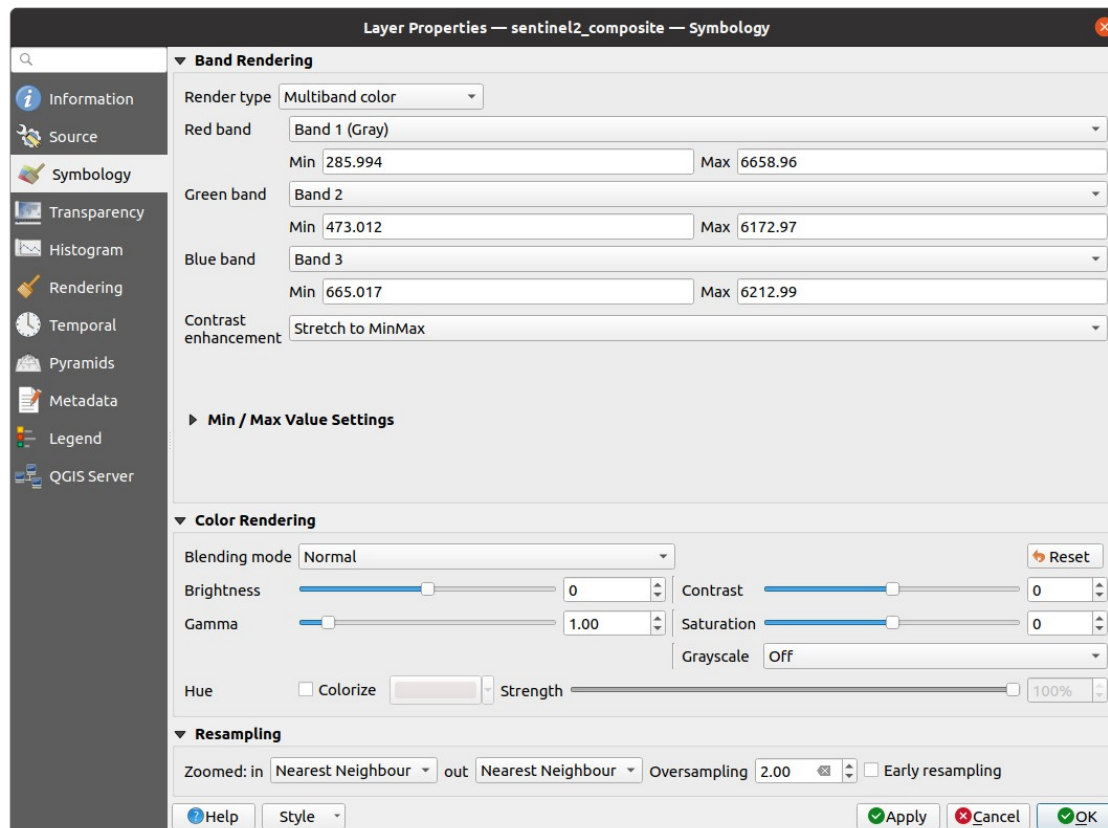 Layer Properties — sentinel2_composite — Symbology
Information
Source
Symbology
Transparency
Histogram
Rendering
Temporal
Pyramids
Metadata
Legend
QGIS Server
Band Rendering
Render type Multiband color
Red band Band 1 (Gray)
Min 285.994 Max 6658.96
Green band Band 2
Min 473.012 Max 6172.97
Blue band Band 3
Min 665.017 Max 6212.99
Contrast
enhancement Stretch to MinMax
Min / Max Value Settings
Color Rendering
Blending mode Normal Reset
Brightness 0 Contrast 0
Gamma 1.00 Saturation 0
Grayscale Off
Hue Colorize Strength 100%
Resampling
Zoomed: in Nearest Neighbour out Nearest Neighbour Oversampling 2.00 Early resampling
Help Style Apply Cancel OK